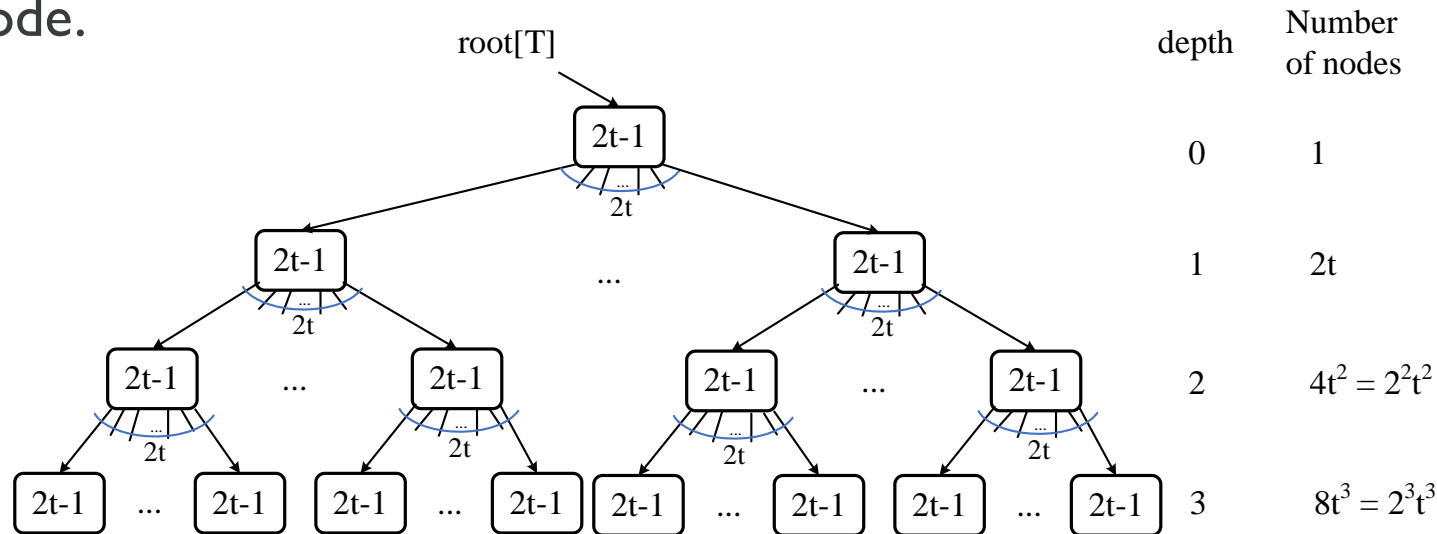 ode.
root[T]
depth
Number
of nodes
2t-1
0
1
...
2t
2t-1
...
2t-1
1
2t
...
2t
...
2t
2t-1
...
2t-1
2t-1
...
2t-1
2
4t² = 2²t²
...
2t
...
2t
...
2t
...
2t
2t-1
...
2t-1
2t-1
...
2t-1
2t-1
...
2t-1
2t-1
...
2t-1
3
8t³ = 2³t³